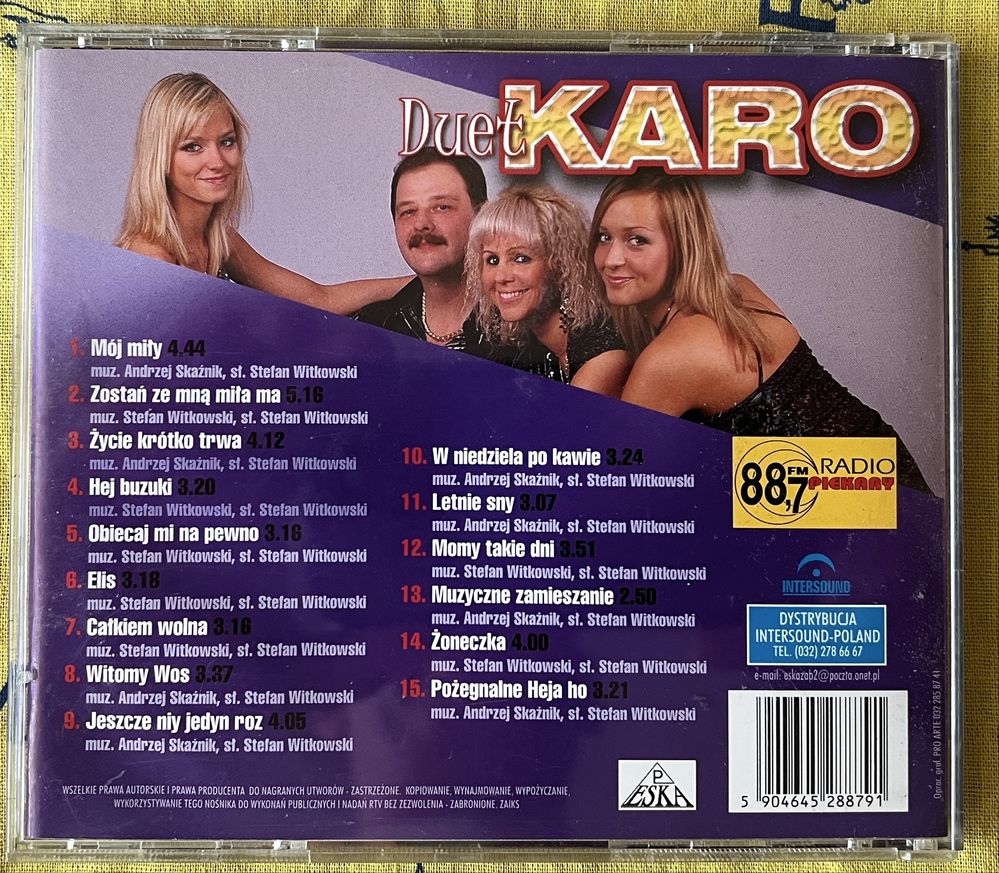 Duet KARO
1. Mój miły 4.44
muz. Andrzej Skaźnik, sł. Stefan Witkowski
2. Zostań ze mną miła ma 5.16
muz. Stefan Witkowski, sł. Stefan Witkowski
3. Życie krótko trwa 4.12
muz. Andrzej Skaźnik, sł. Stefan Witkowski
4. Hej buzuki 3.20
muz. Stefan Witkowski, sł. Stefan Witkowski
5. Obiecaj mi na pewno 3.16
muz. Stefan Witkowski, sł. Stefan Witkowski
6. Elis 3.18
muz. Stefan Witkowski, sł. Stefan Witkowski
7. Całkiem wolna 3.16
muz. Stefan Witkowski, sł. Stefan Witkowski
8. Witomy Wos 3.37
muz. Andrzej Skaźnik, sł. Stefan Witkowski
9. Jeszcze niy jedyn roz 4.05
muz. Andrzej Skaźnik, sł. Stefan Witkowski
10. W niedziela po kawie 3.24
muz. Andrzej Skaźnik, sł. Stefan Witkowski
11. Letnie sny 3.07
muz. Andrzej Skaźnik, sł. Stefan Witkowski
12. Momy takie dni 3.51
muz. Stefan Witkowski, sł. Stefan Witkowski
13. Muzyczne zamieszanie 2.50
muz. Andrzej Skaźnik, sł. Stefan Witkowski
14. Żoneczka 4.00
muz. Stefan Witkowski, sł. Stefan Witkowski
15. Pożegnalne Heja ho 3.21
muz. Andrzej Skaźnik, sł. Stefan Witkowski
88,7 FM RADIO
PIEKARY
INTERSOUND
DYSTRYBUCJA
INTERSOUND-POLAND
TEL. (032) 278 66 67
e-mail: eskazab2@poczta.onet.pl
WSZELKIE PRAWA AUTORSKIE I PRAWA PRODUCENTA DO NAGRANYCH UTWORÓW - ZASTRZEŻONE. KOPIOWANIE, WYNAJMOWANIE, WYPOŻYCZANIE,
WYKORZYSTYWANIE TEGO NOŚNIKA DO WYKONAŃ PUBLICZNYCH I NADAŃ RTV BEZ ZEZWOLENIA - ZABRONIONE. ZAIKS
P
ESKA
5 904645 288791
Oprac. graf. PRO ARTE 032 285 87 41